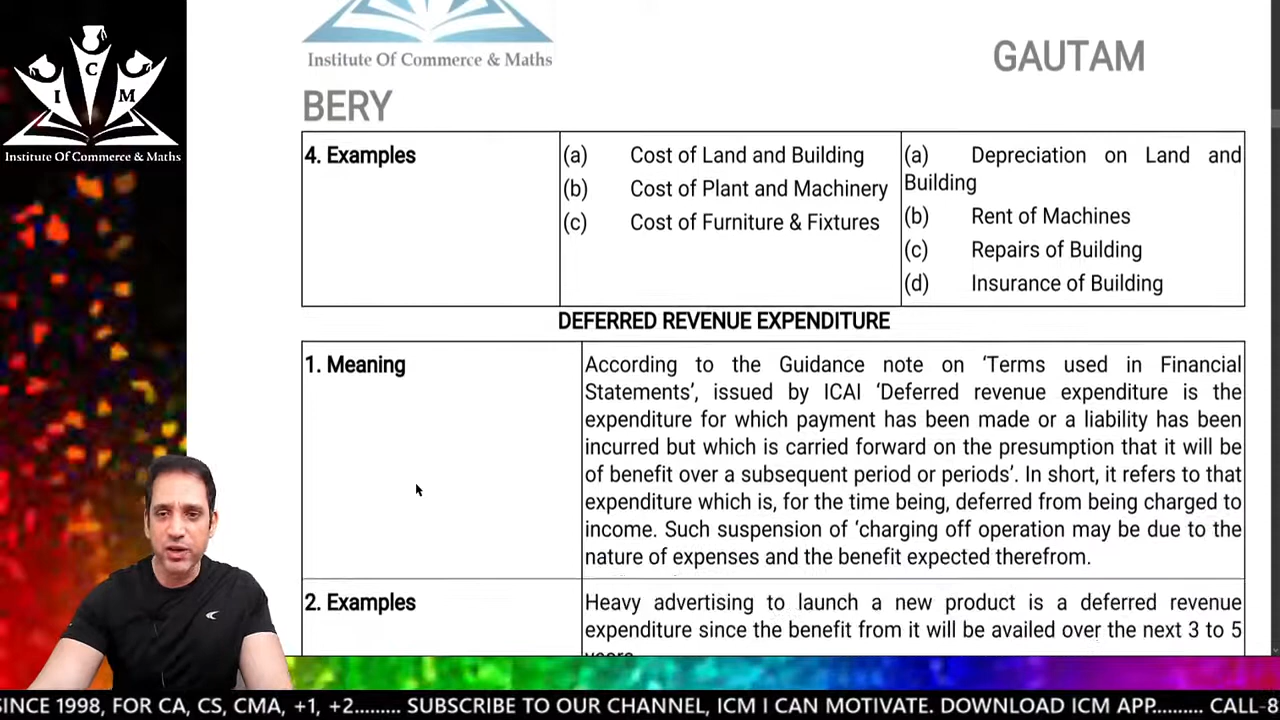 I C M
Institute Of Commerce & Maths
Institute Of Commerce & Maths
GAUTAM
BERY
4. Examples
(a) Cost of Land and Building
(b) Cost of Plant and Machinery
(c) Cost of Furniture & Fixtures
(a) Depreciation on Land and
Building
(b) Rent of Machines
(c) Repairs of Building
(d) Insurance of Building
DEFERRED REVENUE EXPENDITURE
1. Meaning
According to the Guidance note on ‘Terms used in Financial
Statements’, issued by ICAI ‘Deferred revenue expenditure is the
expenditure for which payment has been made or a liability has been
incurred but which is carried forward on the presumption that it will be
of benefit over a subsequent period or periods’. In short, it refers to that
expenditure which is, for the time being, deferred from being charged to
income. Such suspension of ‘charging off operation may be due to the
nature of expenses and the benefit expected therefrom.
2. Examples
Heavy advertising to launch a new product is a deferred revenue
expenditure since the benefit from it will be availed over the next 3 to 5
years
SINCE 1998, FOR CA, CS, CMA, +1, +2......... SUBSCRIBE TO OUR CHANNEL, ICM I CAN MOTIVATE. DOWNLOAD ICM APP.......... CALL-8